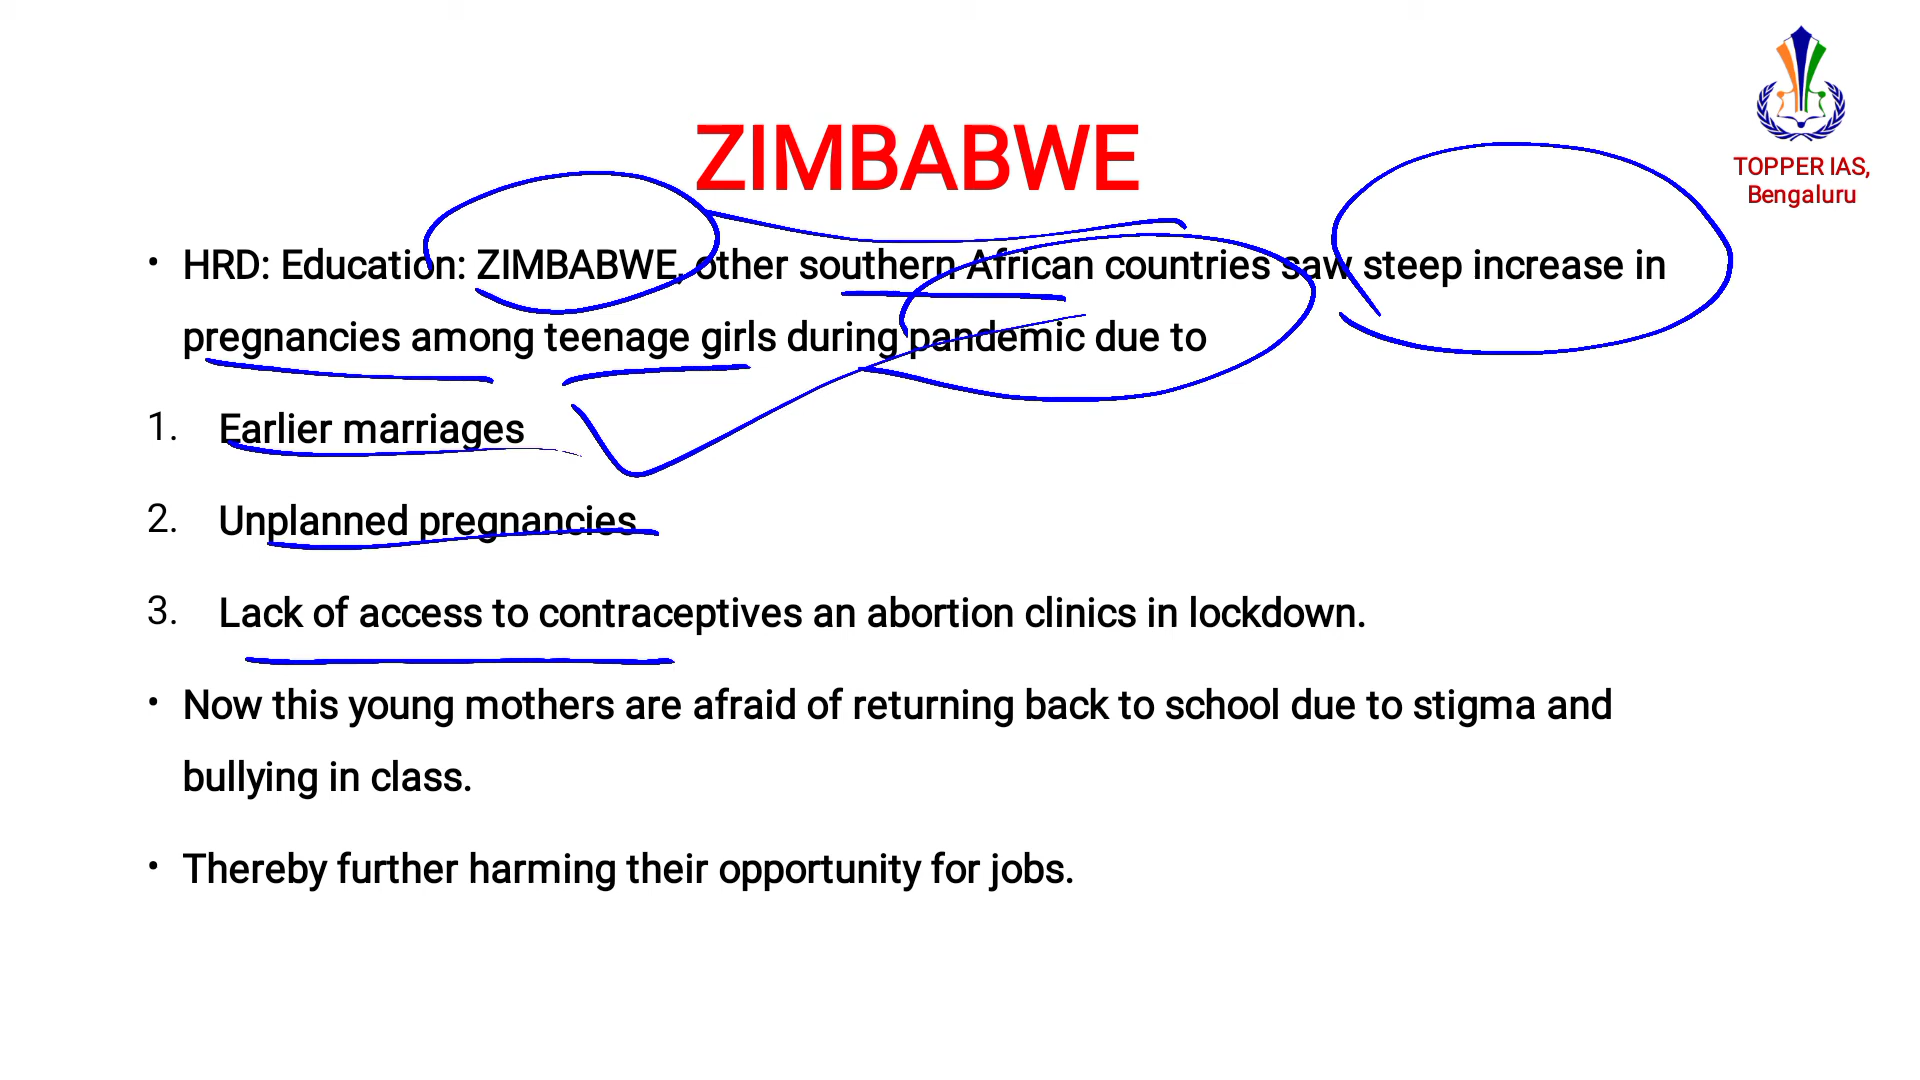 ZIMBABWE
TOPPER IAS,
Bengaluru
• HRD: Education: ZIMBABWE, other southern African countries saw steep increase in
pregnancies among teenage girls during pandemic due to
1. Earlier marriages
2. Unplanned pregnancies
3. Lack of access to contraceptives an abortion clinics in lockdown.
• Now this young mothers are afraid of returning back to school due to stigma and
bullying in class.
• Thereby further harming their opportunity for jobs.